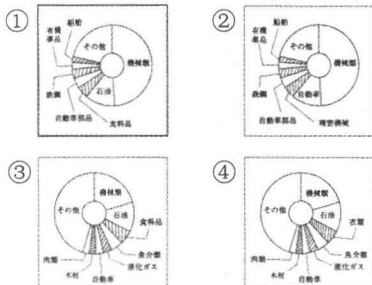 ①
船舶
有機
薬品
その他
機械類
鉄鋼
石油
自動車部品
食料品
②
船舶
有機
薬品
その他
機械類
鉄鋼
自動車
自動車部品
精密機械
③
機械類
その他
石油
食料品
魚介類
液化ガス
肉類
木材
自動車
④
機械類
その他
石油
衣類
魚介類
液化ガス
肉類
木材
自動車